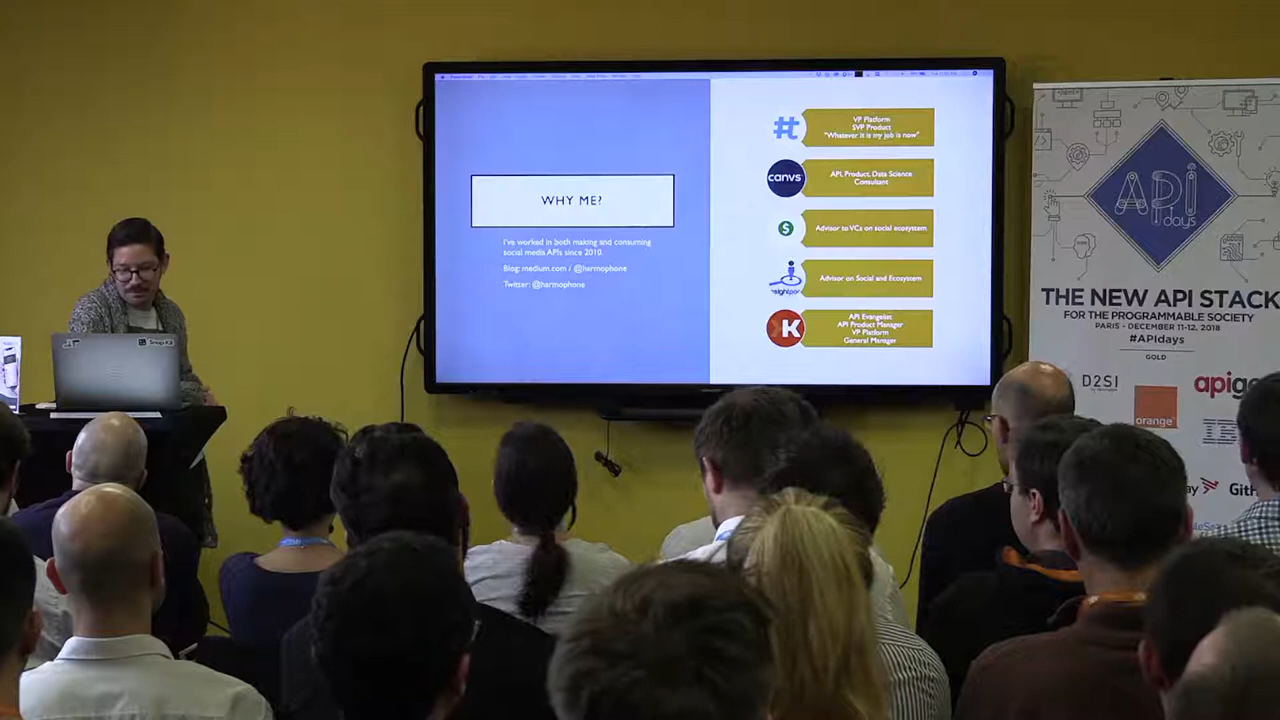 WHY ME?
I've worked in both making and consuming
social media APIs since 2010.
Blog: medium.com / @harmophone
Twitter: @harmophone
VP Platform
SVP Product
"Whatever it is my job is now"
canvs
API, Product, Data Science
Consultant
$
Advisor to VCs on social ecosystem
Advisor on Social and Ecosystem
K
API Evangelist
API Product Manager
VP Platform
General Manager
Snap Kit
API
days
THE NEW API STACK
FOR THE PROGRAMMABLE SOCIETY
PARIS - DECEMBER 11-12, 2018
#APIdays
GOLD
D2SI
apige
orange
IBM
ay
GitH